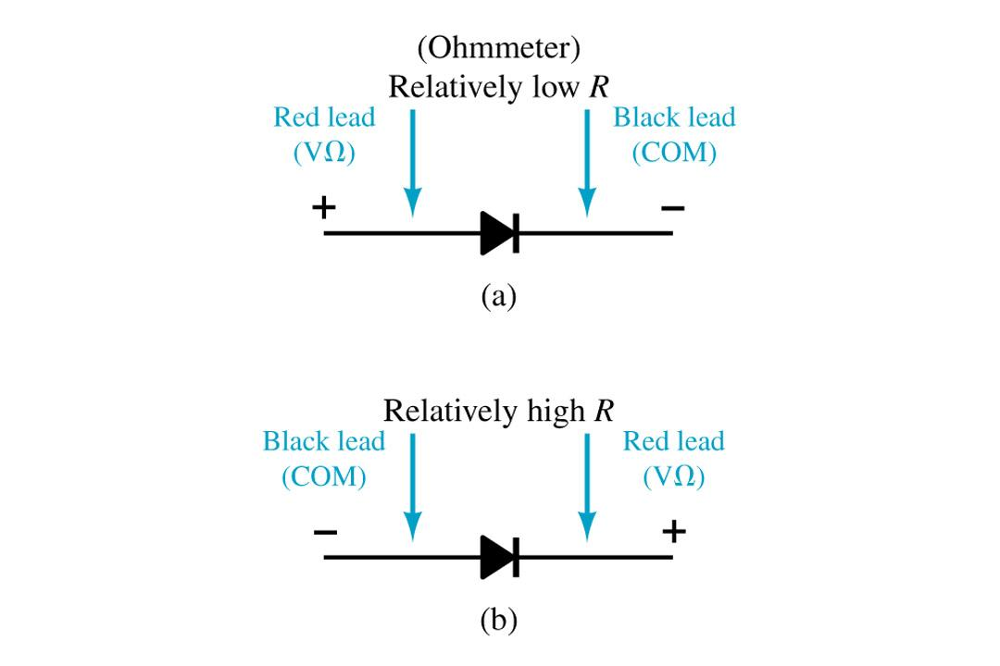 (Ohmmeter)
Relatively low R
Red lead
(VΩ)
Black lead
(COM)
+
−
(a)
Relatively high R
Black lead
(COM)
Red lead
(VΩ)
−
+
(b)